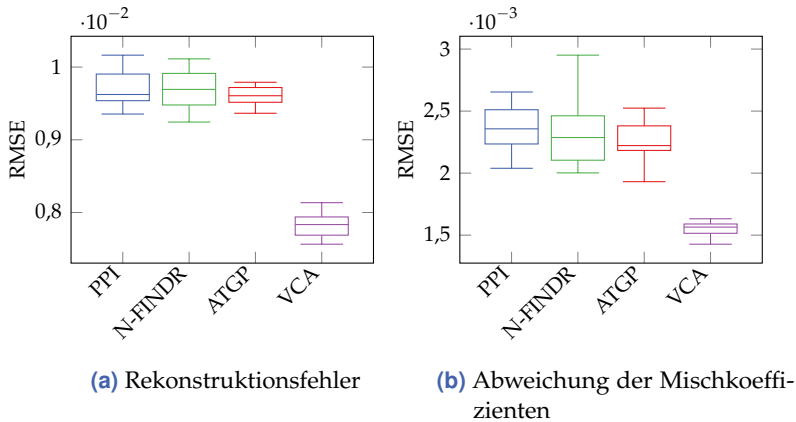 ·10⁻²
1
0,9
0,8
RMSE
PPI
N-FINDR
ATGP
VCA
(a) Rekonstruktionsfehler
·10⁻³
3
2,5
2
1,5
RMSE
PPI
N-FINDR
ATGP
VCA
(b) Abweichung der Mischkoeffi-
zienten